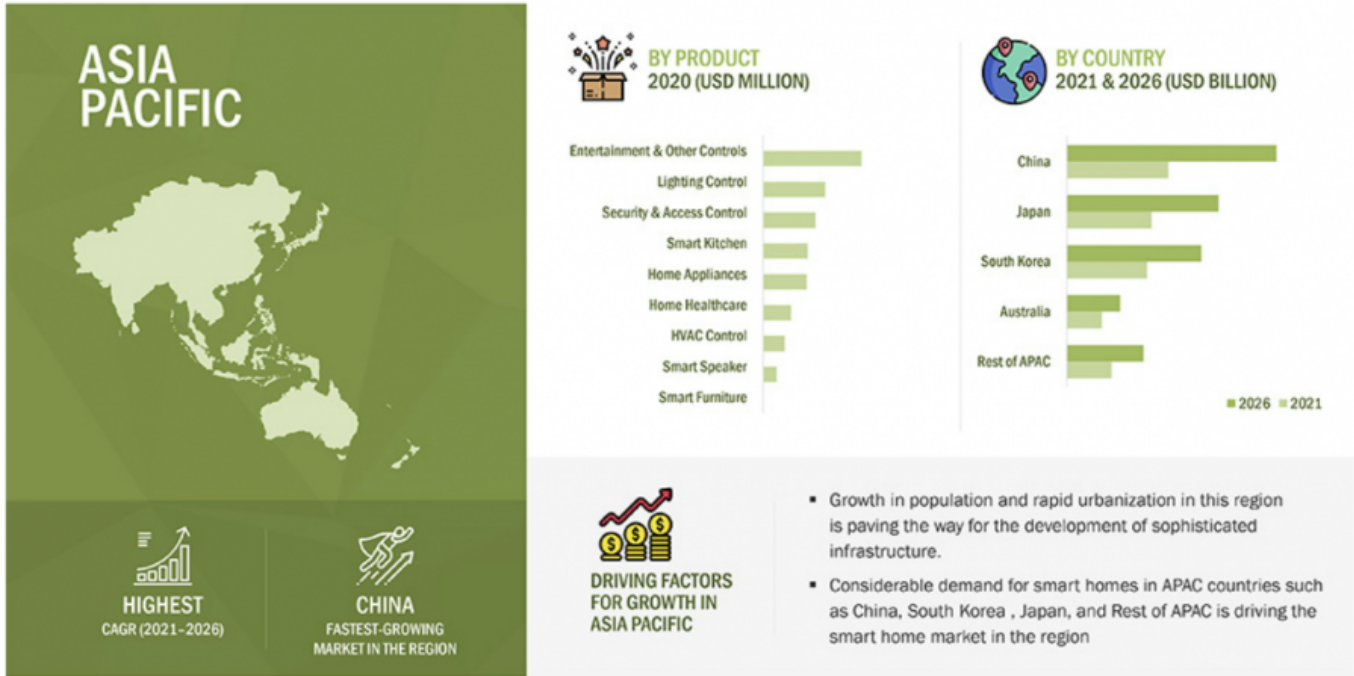 ASIA
PACIFIC
HIGHEST
CAGR (2021–2026)
CHINA
FASTEST-GROWING
MARKET IN THE REGION
BY PRODUCT
2020 (USD MILLION)
Entertainment & Other Controls
Lighting Control
Security & Access Control
Smart Kitchen
Home Appliances
Home Healthcare
HVAC Control
Smart Speaker
Smart Furniture
BY COUNTRY
2021 & 2026 (USD BILLION)
China
Japan
South Korea
Australia
Rest of APAC
2026 2021
$ $ $
DRIVING FACTORS
FOR GROWTH IN
ASIA PACIFIC
▪ Growth in population and rapid urbanization in this region
is paving the way for the development of sophisticated
infrastructure.
▪ Considerable demand for smart homes in APAC countries such
as China, South Korea , Japan, and Rest of APAC is driving the
smart home market in the region